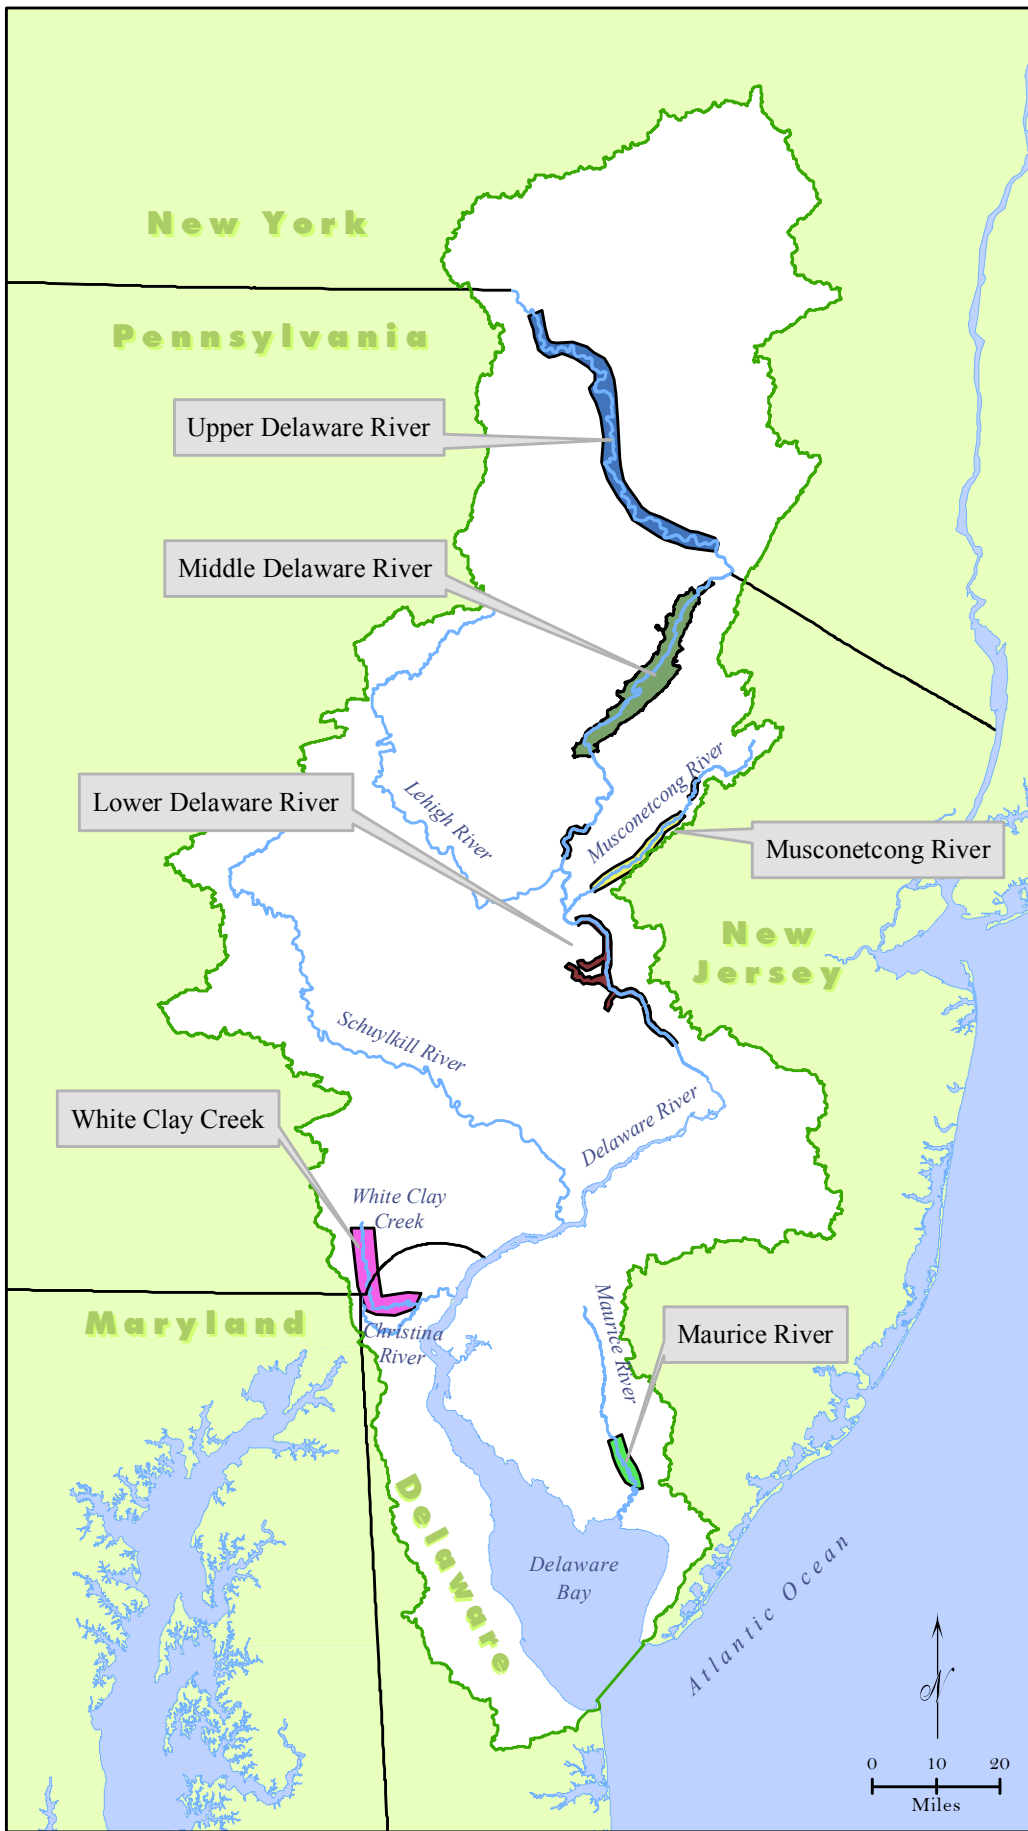 New York
Pennsylvania
Upper Delaware River
Middle Delaware River
Musconetcong River
Lehigh River
Lower Delaware River
Musconetcong River
New
Jersey
Schuylkill River
Delaware River
White Clay Creek
White Clay
Creek
Maryland
Christina
River
Maurice River
Maurice River
Delaware
Delaware
Bay
Atlantic Ocean
N
0 10 20
Miles